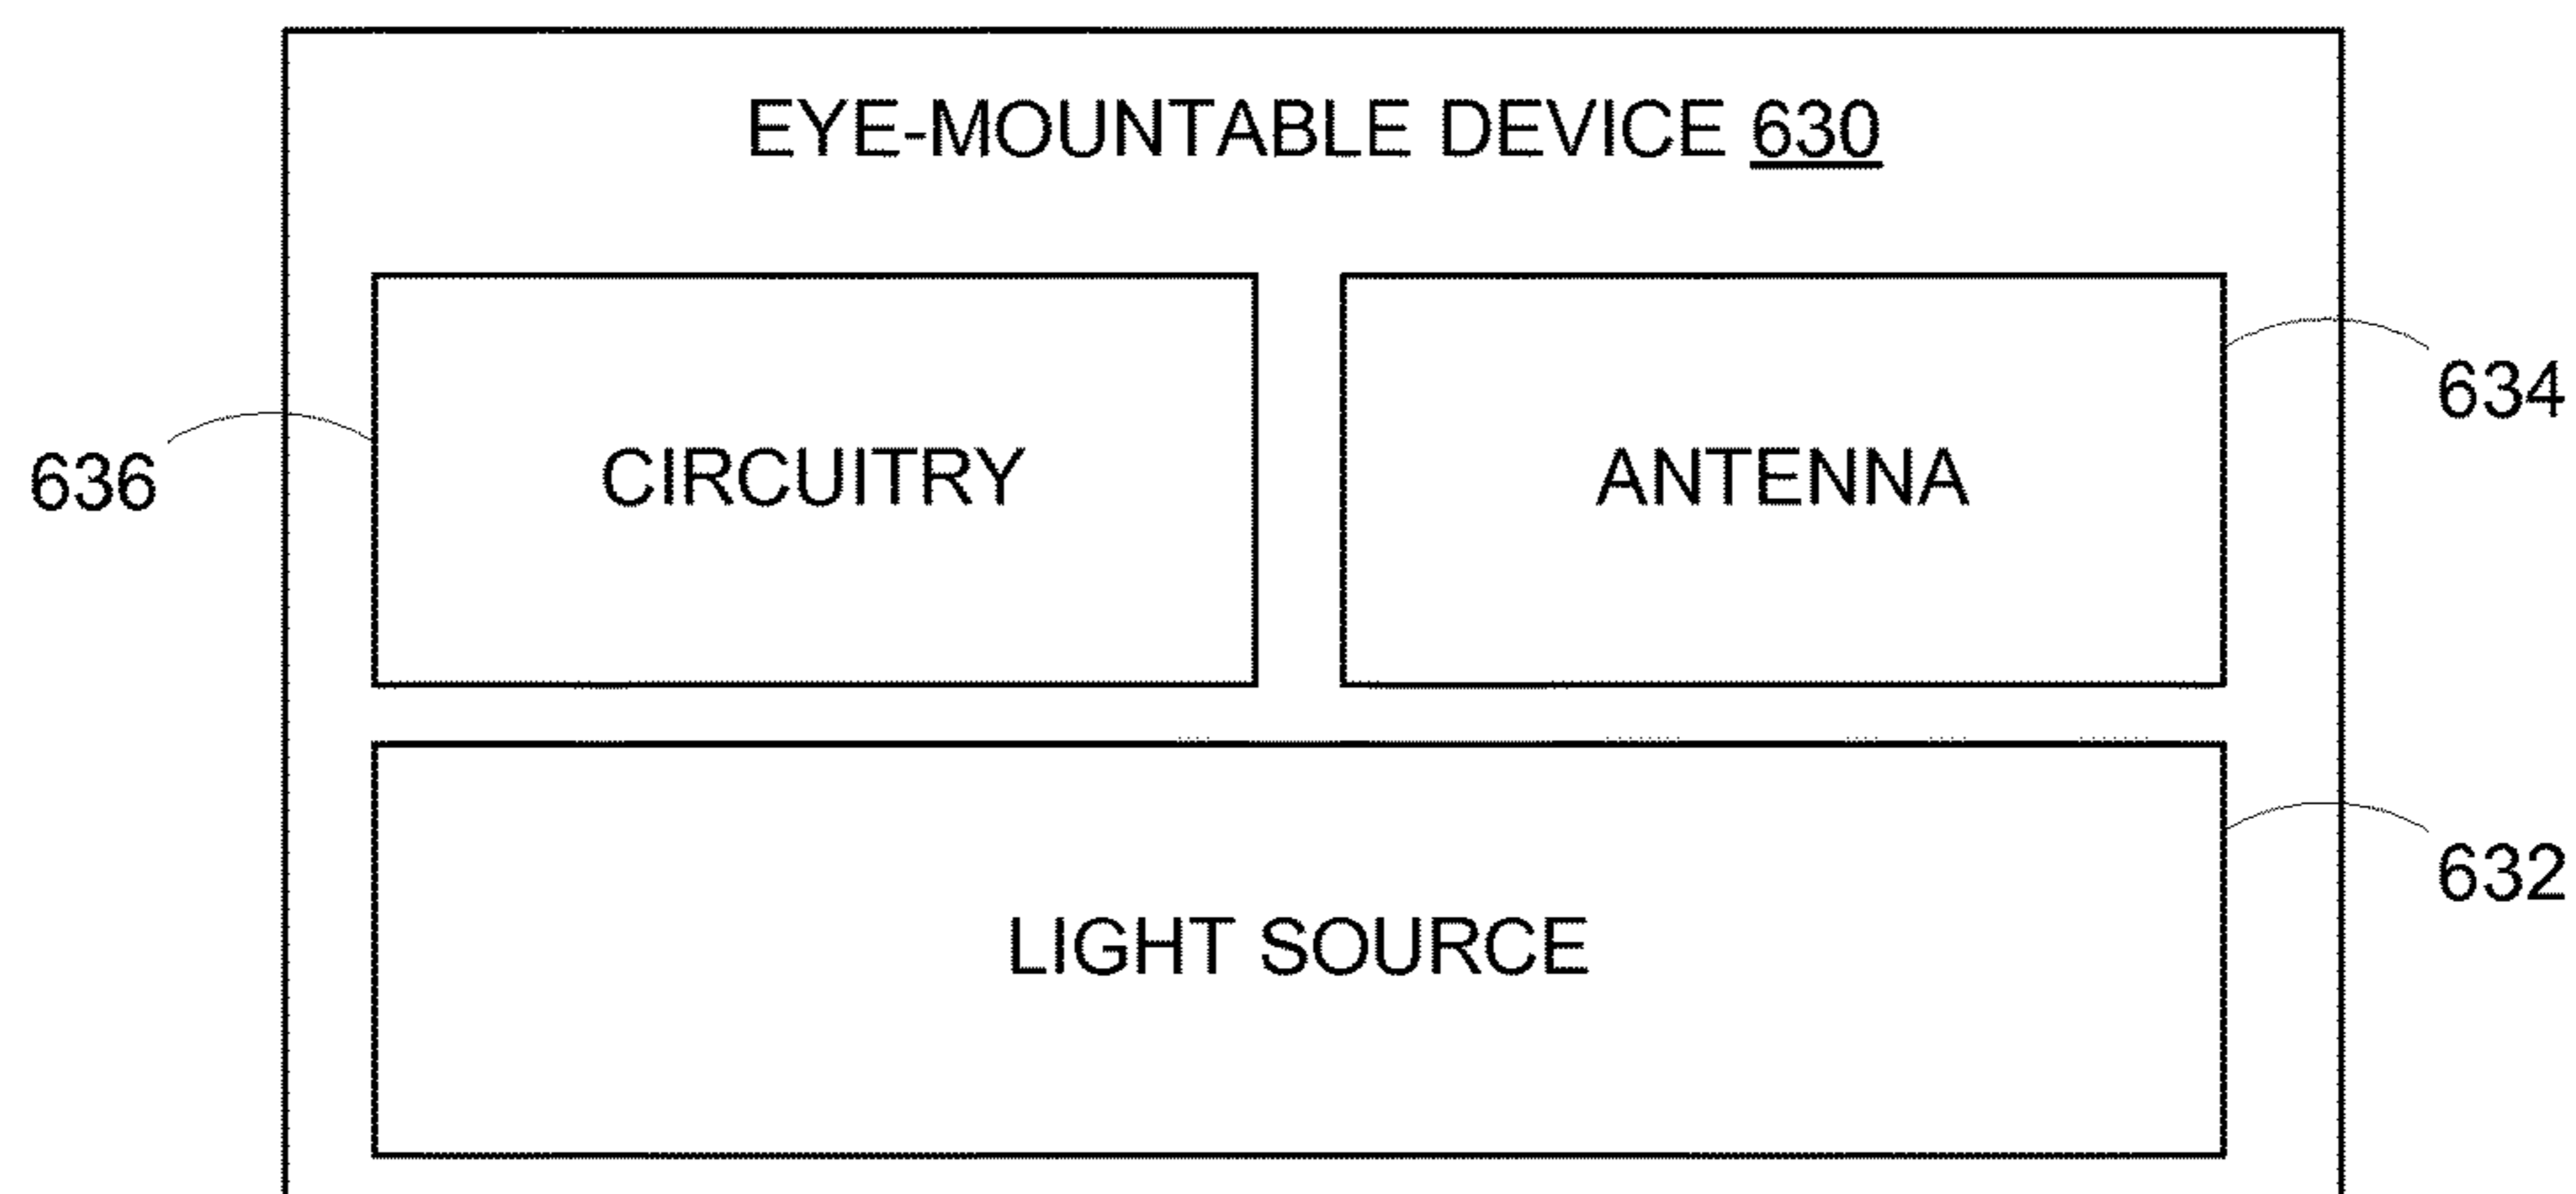 EYE-MOUNTABLE DEVICE 630
634
636
CIRCUITRY
ANTENNA
632
LIGHT SOURCE